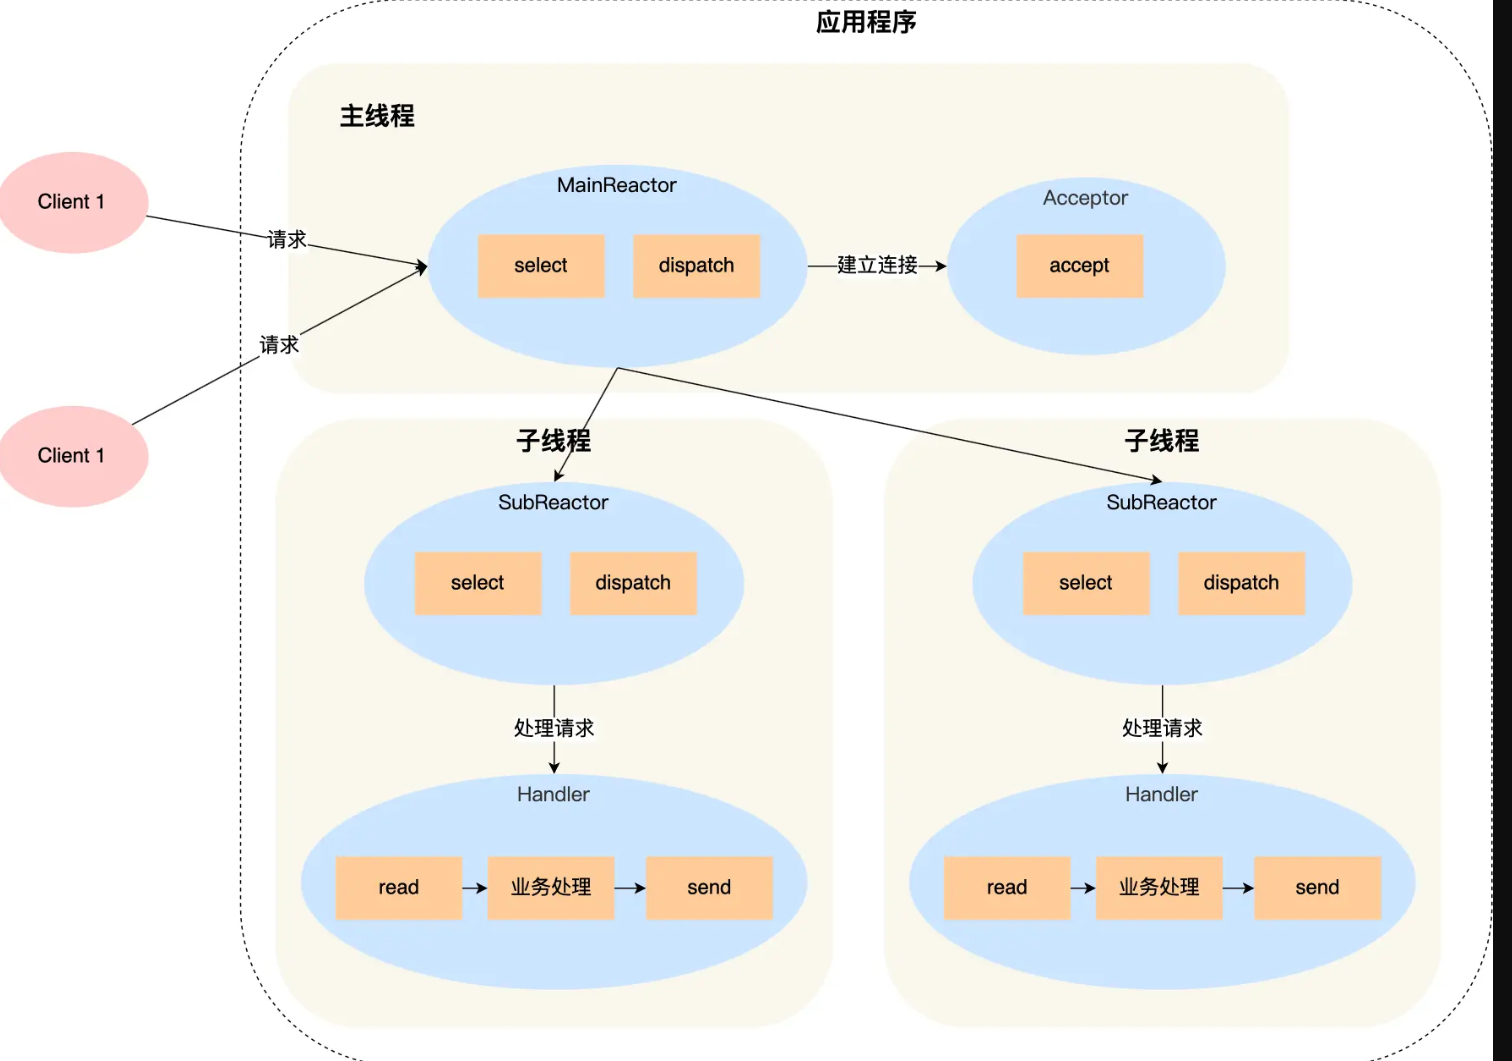 应用程序
主线程
MainReactor
Acceptor
Client 1
请求
select
dispatch
建立连接
accept
请求
Client 1
子线程
子线程
SubReactor
SubReactor
select
dispatch
select
dispatch
处理请求
处理请求
Handler
Handler
read
业务处理
send
read
业务处理
send